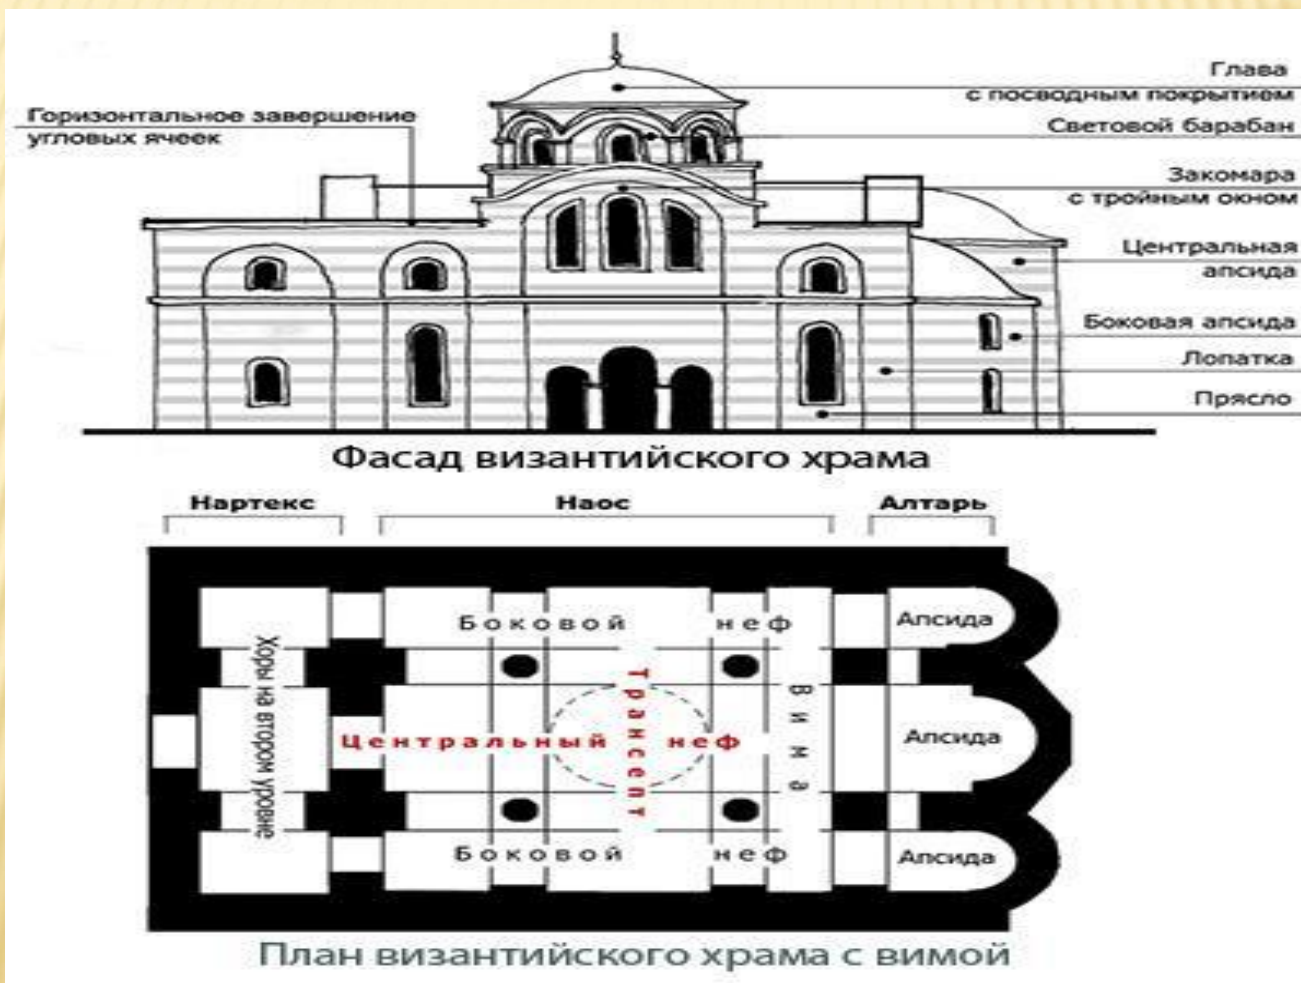 Глава
с посводным покрытием
Горизонтальное завершение
угловых ячеек
Световой барабан
Закомара
с тройным окном
Центральная
апсида
Боковая апсида
Лопатка
Прясло
Фасад византийского храма
Нартекс Наос Алтарь
Боковой неф
Апсида
Хоры на втором уровне
Трансепт
Вима
Центральный неф
Апсида
Боковой неф
Апсида
План византийского храма с вимой